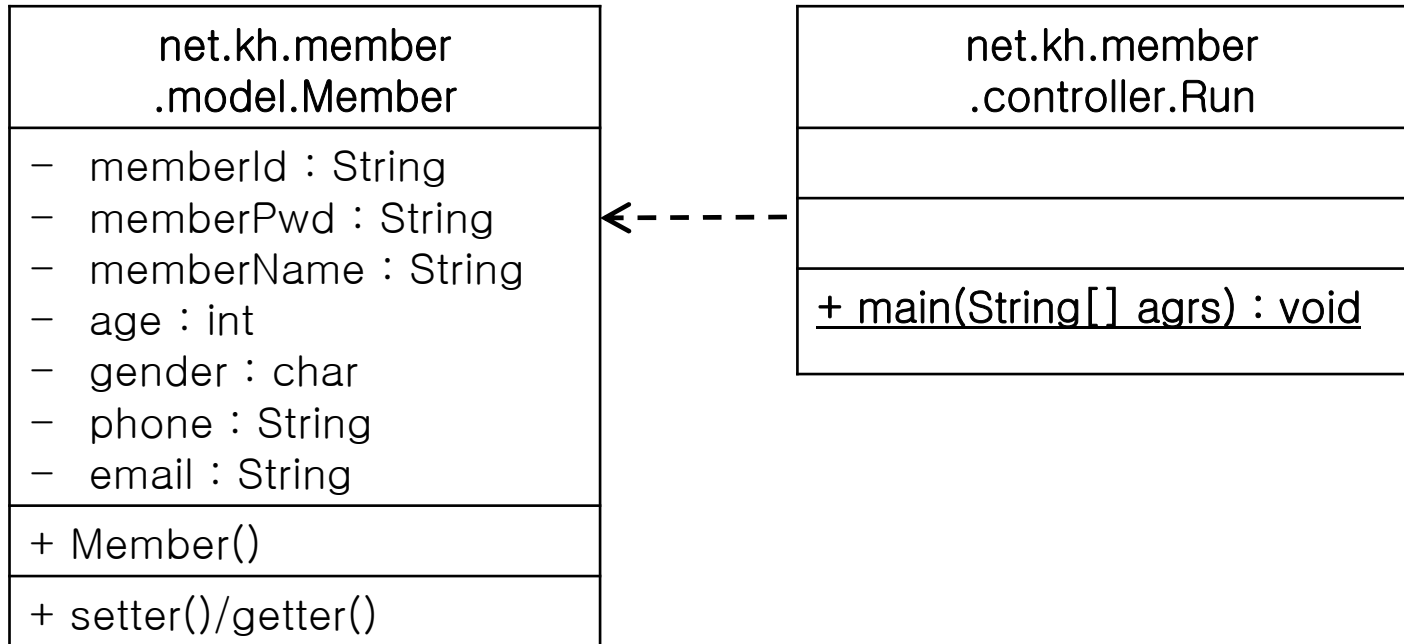 net.kh.member
.model.Member
- memberId : String
- memberPwd : String
- memberName : String
- age : int
- gender : char
- phone : String
- email : String
+ Member()
+ setter()/getter()
net.kh.member
.controller.Run
+ main(String[] agrs) : void